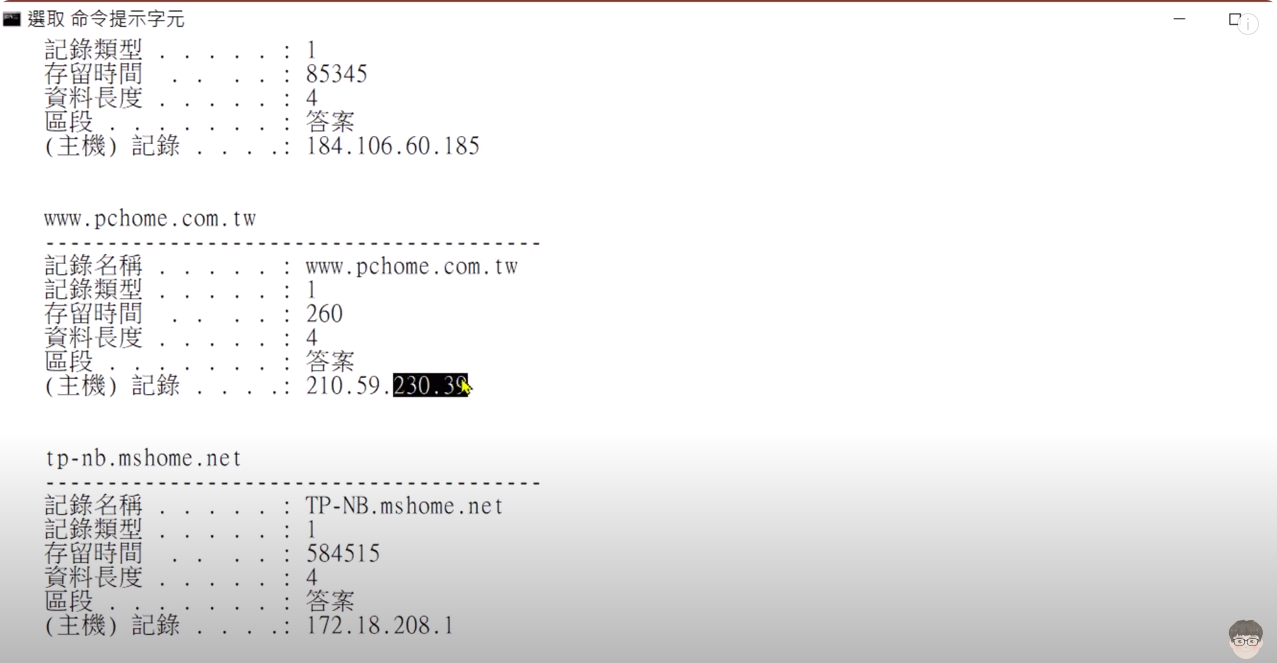 選取 命令提示字元
記錄類型 . . . . . : 1
存留時間  . .  . . : 85345
資料長度 . . . . . : 4
區段 . . . . . . . : 答案
(主機) 記錄 . . . .: 184.106.60.185
www.pchome.com.tw
----------------------------------------
記錄名稱 . . . . . : www.pchome.com.tw
記錄類型 . . . . . : 1
存留時間  . .  . . : 260
資料長度 . . . . . : 4
區段 . . . . . . . : 答案
(主機) 記錄 . . . .: 210.59.230.39
tp-nb.mshome.net
----------------------------------------
記錄名稱 . . . . . : TP-NB.mshome.net
記錄類型 . . . . . : 1
存留時間  . .  . . : 584515
資料長度 . . . . . : 4
區段 . . . . . . . : 答案
(主機) 記錄 . . . .: 172.18.208.1